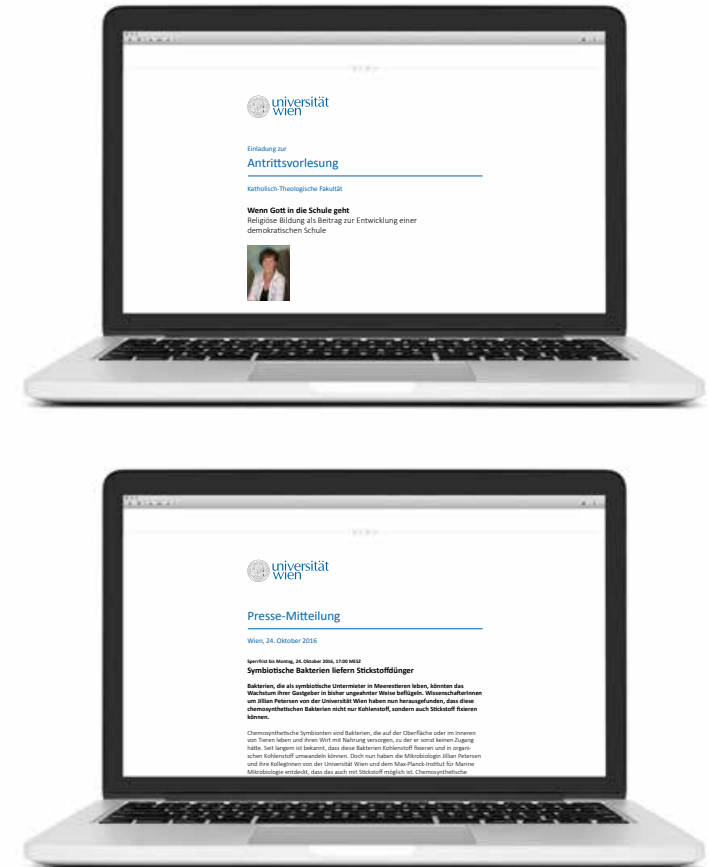 universität
wien
Einladung zur
Antrittsvorlesung
Katholisch-Theologische Fakultät
Wenn Gott in die Schule geht
Religiöse Bildung als Beitrag zur Entwicklung einer
demokratischen Schule
universität
wien
Presse-Mitteilung
Wien, 24. Oktober 2016
Sperrfrist bis Montag, 24. Oktober 2016, 17:00 MESZ
Symbiotische Bakterien liefern Stickstoffdünger
Bakterien, die als symbiotische Untermieter in Meerestieren leben, könnten das
Wachstum ihrer Gastgeber in bisher ungeahnter Weise beflügeln. WissenschafterInnen
um Jillian Petersen von der Universität Wien haben nun herausgefunden, dass diese
chemosynthetischen Bakterien nicht nur Kohlenstoff, sondern auch Stickstoff fixieren
können.
Chemosynthetische Symbionten sind Bakterien, die auf der Oberfläche oder im Inneren
von Tieren leben und ihren Wirt mit Nahrung versorgen, zu der er sonst keinen Zugang
hätte. Seit langem ist bekannt, dass diese Bakterien Kohlenstoff fixieren und in organi-
schen Kohlenstoff umwandeln können. Doch nun haben die Mikrobiologin Jillian Petersen
und ihre KollegInnen von der Universität Wien und dem Max-Planck-Institut für Marine
Mikrobiologie entdeckt, dass das auch mit Stickstoff möglich ist. Chemosynthetische